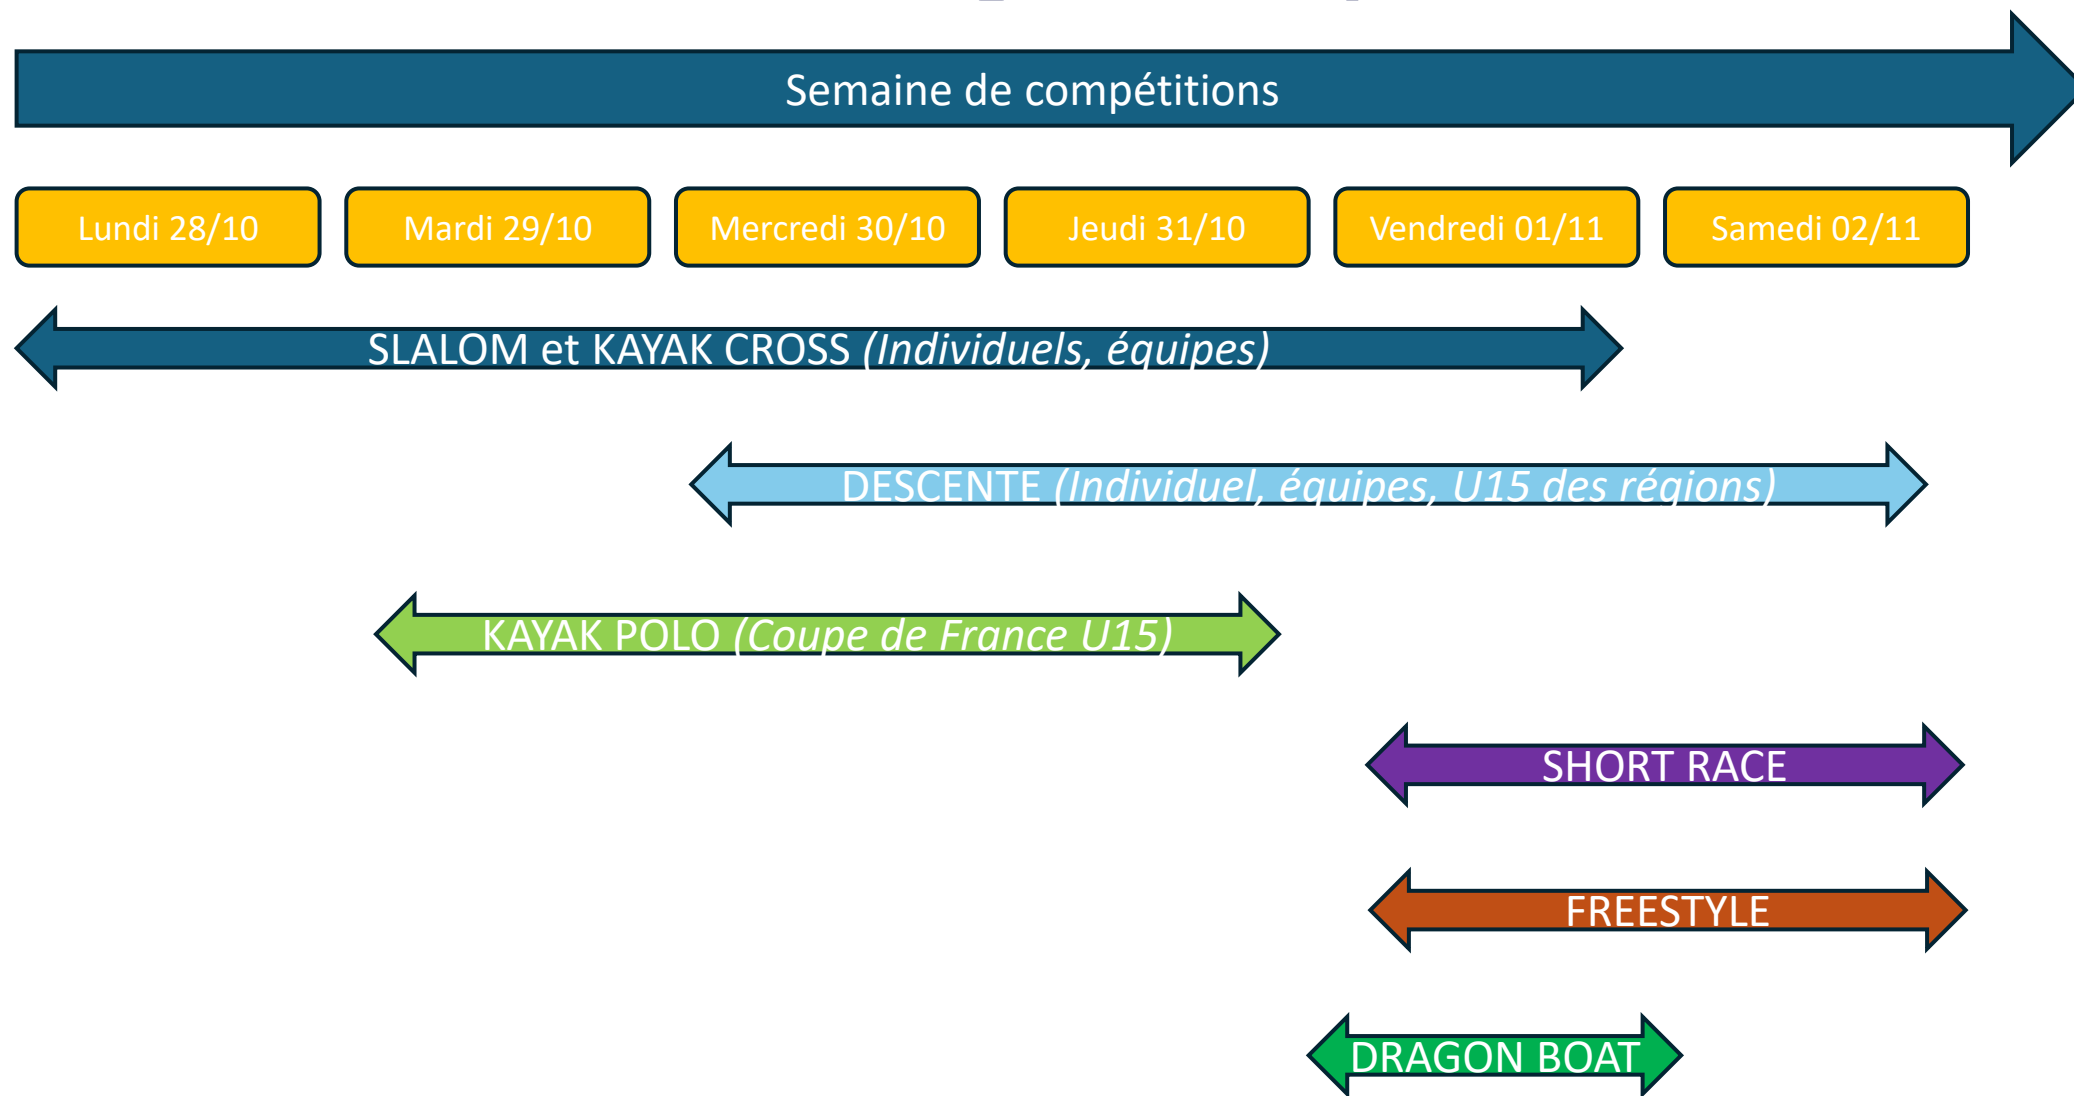 Semaine de compétitions
Lundi 28/10
Mardi 29/10
Mercredi 30/10
Jeudi 31/10
Vendredi 01/11
Samedi 02/11
SLALOM et KAYAK CROSS (Individuels, équipes)
DESCENTE (Individuel, équipes, U15 des régions)
KAYAK POLO (Coupe de France U15)
SHORT RACE
FREESTYLE
DRAGON BOAT